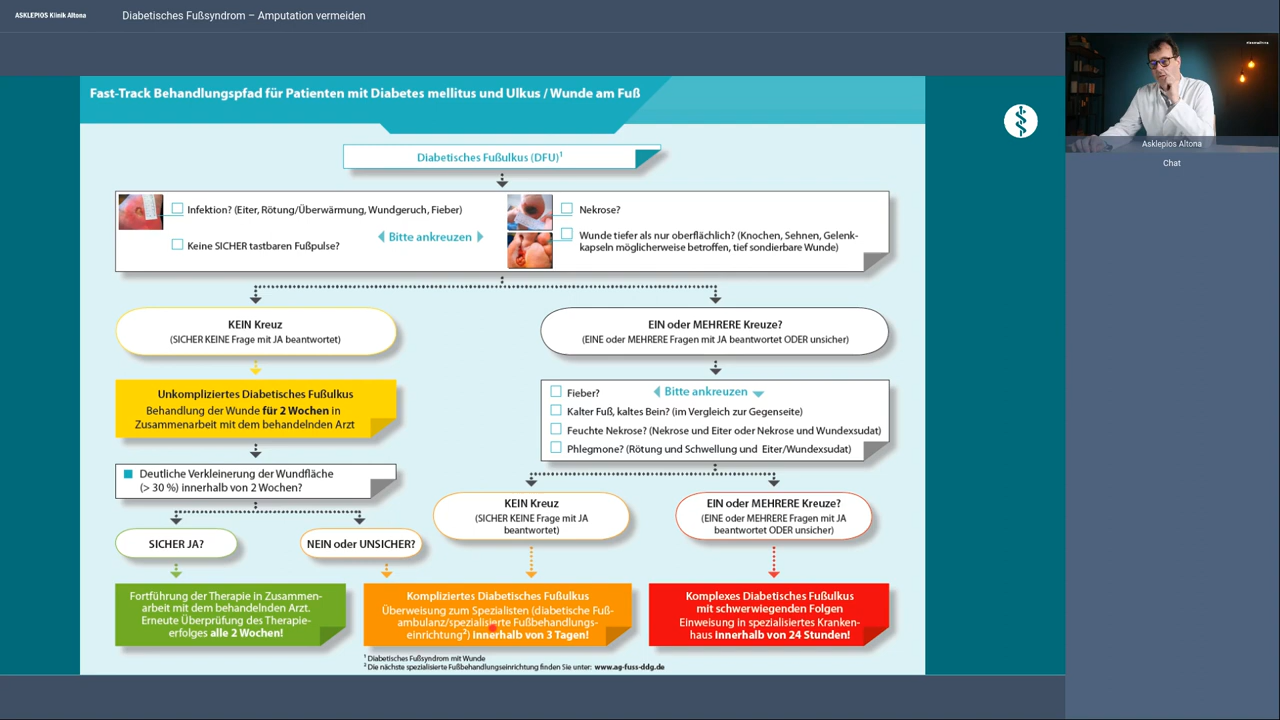 ASKLEPIOS Klinik Altona
Diabetisches Fußsyndrom – Amputation vermeiden
Fast-Track Behandlungspfad für Patienten mit Diabetes mellitus und Ulkus / Wunde am Fuß
Diabetisches Fußulkus (DFU)¹
Infektion? (Eiter, Rötung/Überwärmung, Wundgeruch, Fieber)
Keine SICHER tastbaren Fußpulse?
Bitte ankreuzen
Nekrose?
Wunde tiefer als nur oberflächlich? (Knochen, Sehnen, Gelenk-
kapseln möglicherweise betroffen, tief sondierbare Wunde)
KEIN Kreuz
(SICHER KEINE Frage mit JA beantwortet)
EIN oder MEHRERE Kreuze?
(EINE oder MEHRERE Fragen mit JA beantwortet ODER unsicher)
Unkompliziertes Diabetisches Fußulkus
Behandlung der Wunde für 2 Wochen in
Zusammenarbeit mit dem behandelnden Arzt
Fieber?
Bitte ankreuzen
Kalter Fuß, kaltes Bein? (im Vergleich zur Gegenseite)
Feuchte Nekrose? (Nekrose und Eiter oder Nekrose und Wundexsudat)
Phlegmone? (Rötung und Schwellung und Eiter/Wundexsudat)
Deutliche Verkleinerung der Wundfläche
(> 30 %) innerhalb von 2 Wochen?
KEIN Kreuz
(SICHER KEINE Frage mit JA
beantwortet)
EIN oder MEHRERE Kreuze?
(EINE oder MEHRERE Fragen mit JA
beantwortet ODER unsicher)
SICHER JA?
NEIN oder UNSICHER?
Fortführung der Therapie in Zusammen-
arbeit mit dem behandelnden Arzt.
Erneute Überprüfung des Therapie-
erfolges alle 2 Wochen!
Kompliziertes Diabetisches Fußulkus
Überweisung zum Spezialisten (diabetische Fuß-
ambulanz/spezialisierte Fußbehandlungs-
einrichtung²) innerhalb von 3 Tagen!
Komplexes Diabetisches Fußulkus
mit schwerwiegenden Folgen
Einweisung in spezialisiertes Kranken-
haus innerhalb von 24 Stunden!
¹ Diabetisches Fußsyndrom mit Wunde
² Die nächste spezialisierte Fußbehandlungseinrichtung finden Sie unter: www.ag-fuss-ddg.de
Asklepios Altona
Chat